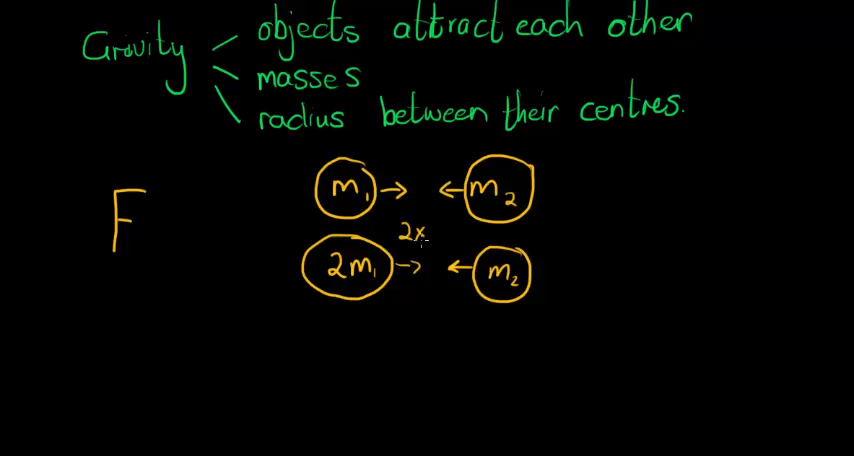 Gravity
objects attract each other
masses
radius between their centres.
F
m₁ m₂
2x
2m₁ m₂